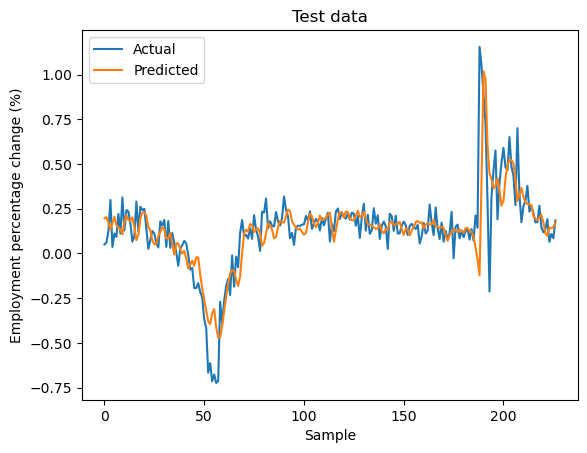 Test data
Actual
Predicted
Employment percentage change (%)
1.00
0.75
0.50
0.25
0.00
−0.25
−0.50
−0.75
0
50
100
150
200
Sample